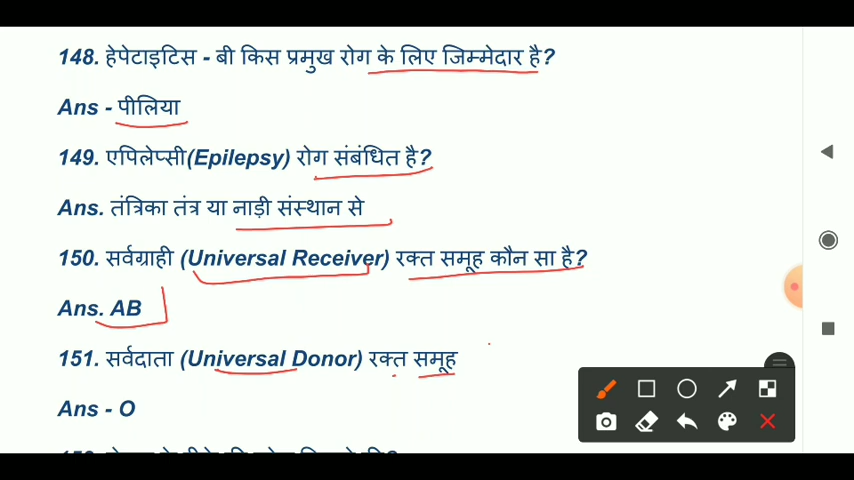 148. हेपेटाइटिस - बी किस प्रमुख रोग के लिए जिम्मेदार है?
Ans - पीलिया
149. एपिलेप्सी(Epilepsy) रोग संबंधित है?
Ans. तंत्रिका तंत्र या नाड़ी संस्थान से
150. सर्वग्राही (Universal Receiver) रक्त समूह कौन सा है?
Ans. AB
151. सर्वदाता (Universal Donor) रक्त समूह
Ans - O